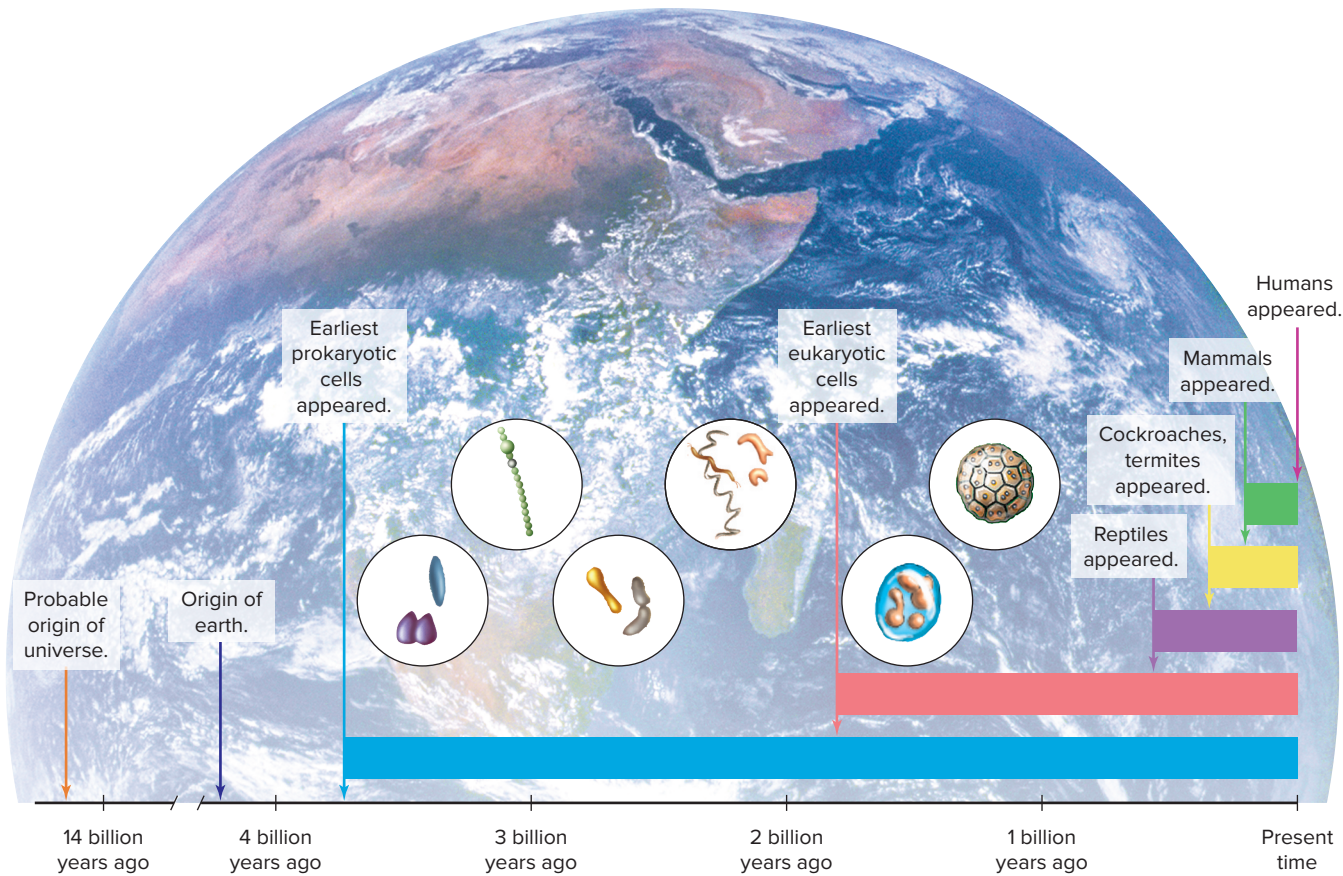 Humans
appeared.
Earliest
prokaryotic
cells
appeared.
Earliest
eukaryotic
cells
appeared.
Mammals
appeared.
Cockroaches,
termites
appeared.
Reptiles
appeared.
Probable
origin of
universe.
Origin of
earth.
14 billion
years ago
4 billion
years ago
3 billion
years ago
2 billion
years ago
1 billion
years ago
Present
time